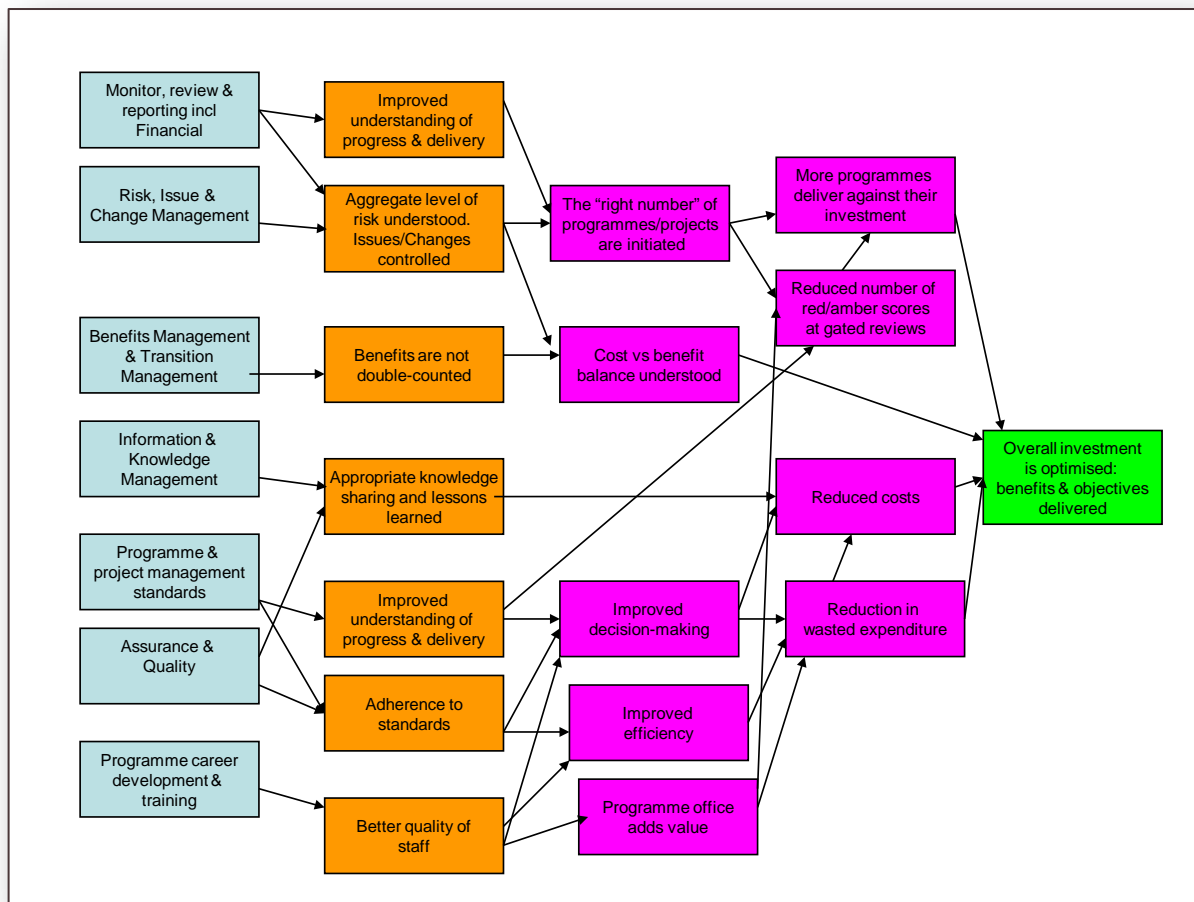 Monitor, review &
reporting incl
Financial
Risk, Issue &
Change Management
Benefits Management
& Transition
Management
Information &
Knowledge
Management
Programme &
project management
standards
Assurance &
Quality
Programme career
development &
training
Improved
understanding of
progress & delivery
Aggregate level of
risk understood.
Issues/Changes
controlled
Benefits are not
double-counted
Appropriate knowledge
sharing and lessons
learned
Improved
understanding of
progress & delivery
Adherence to
standards
Better quality of
staff
The “right number” of
programmes/projects
are initiated
Cost vs benefit
balance understood
Improved
decision-making
Improved
efficiency
Programme office
adds value
More programmes
deliver against their
investment
Reduced number of
red/amber scores
at gated reviews
Reduced costs
Reduction in
wasted expenditure
Overall investment
is optimised:
benefits & objectives
delivered